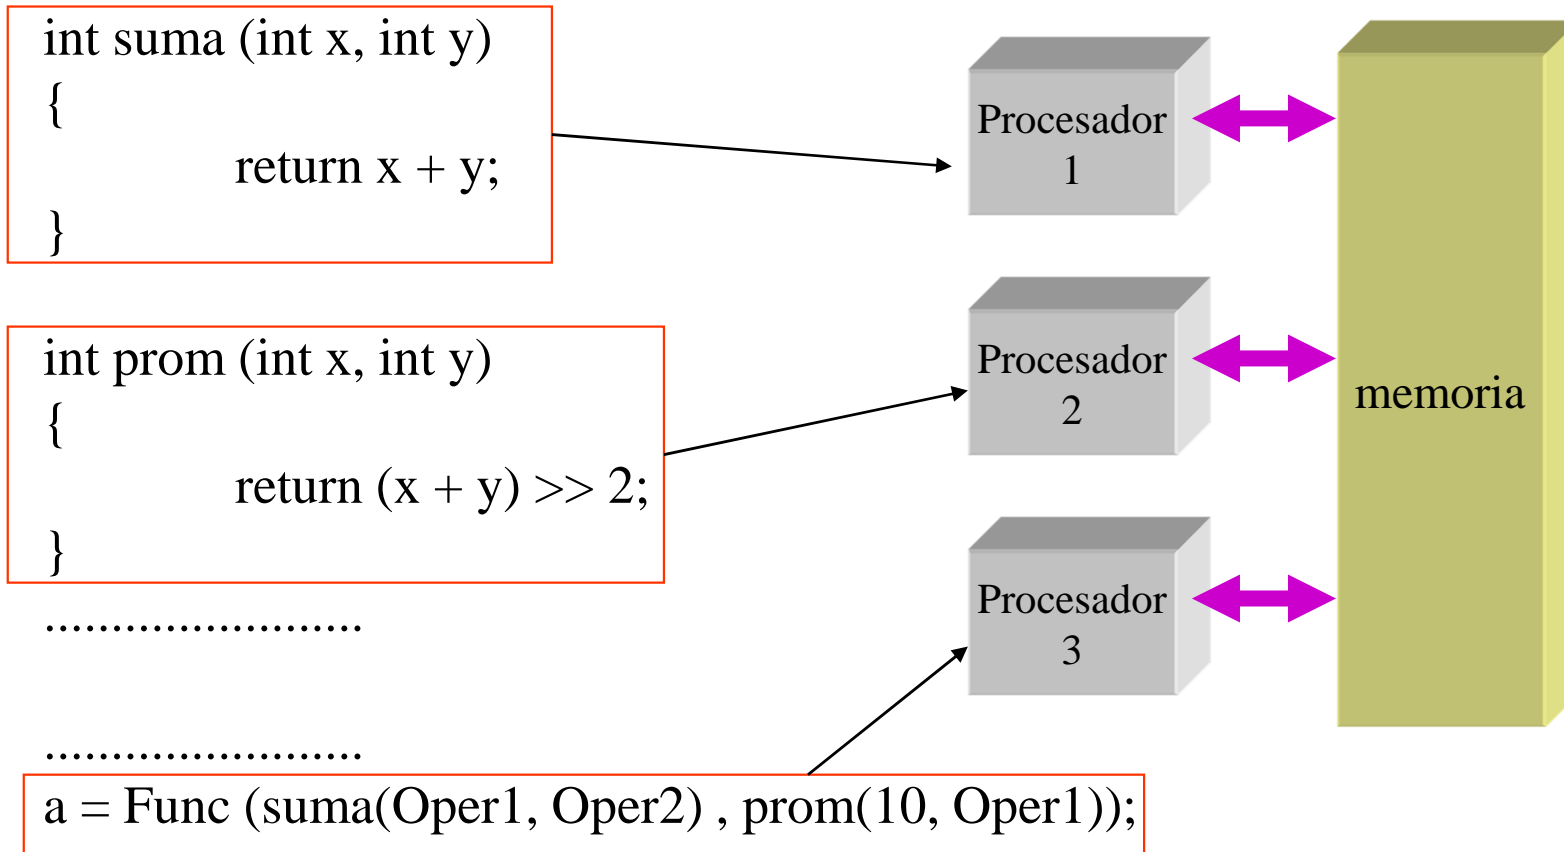 int suma (int x, int y)
{
return x + y;
}
int prom (int x, int y)
{
return (x + y) >> 2;
}
........................
........................
a = Func (suma(Oper1, Oper2) , prom(10, Oper1));
Procesador
1
Procesador
2
Procesador
3
memoria